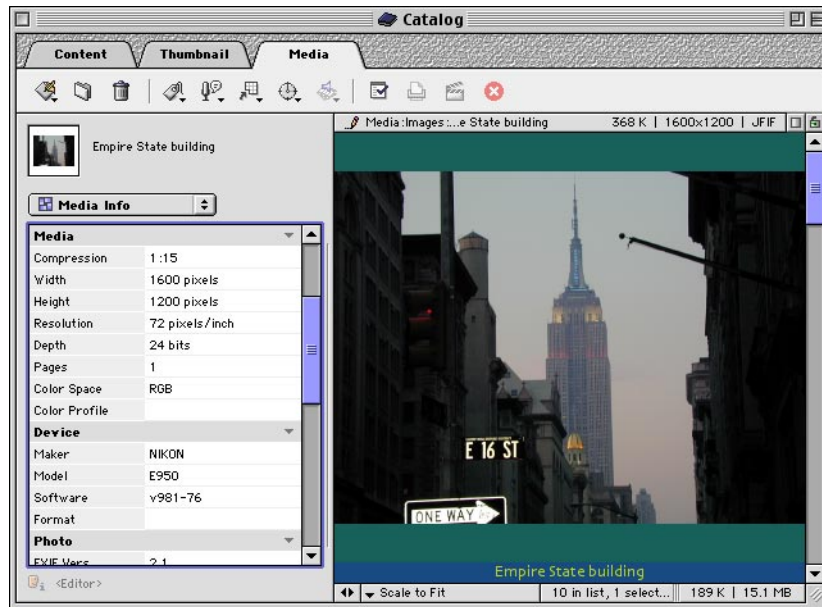 Catalog
Content
Thumbnail
Media
Media:Images:...e State building
368 K | 1600x1200 | JFIF
Empire State building
Media Info
Media
Compression 1:15
Width 1600 pixels
Height 1200 pixels
Resolution 72 pixels/inch
Depth 24 bits
Pages 1
Color Space RGB
Color Profile
Device
Maker NIKON
Model E950
Software v981-76
Format
Photo
EXIF Vers 2.1
<Editor>
E 16 ST
ONE WAY
Empire State building
Scale to Fit
10 in list, 1 select...
189 K | 15.1 MB